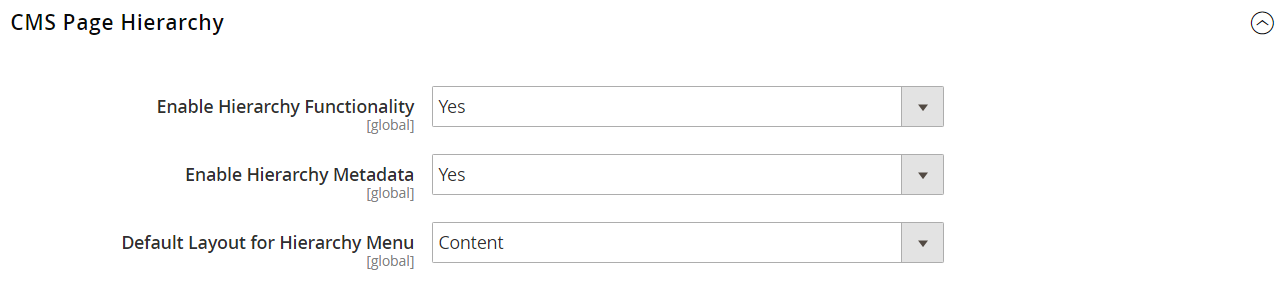 CMS Page Hierarchy
Enable Hierarchy Functionality
[global]
Yes
Enable Hierarchy Metadata
[global]
Yes
Default Layout for Hierarchy Menu
[global]
Content